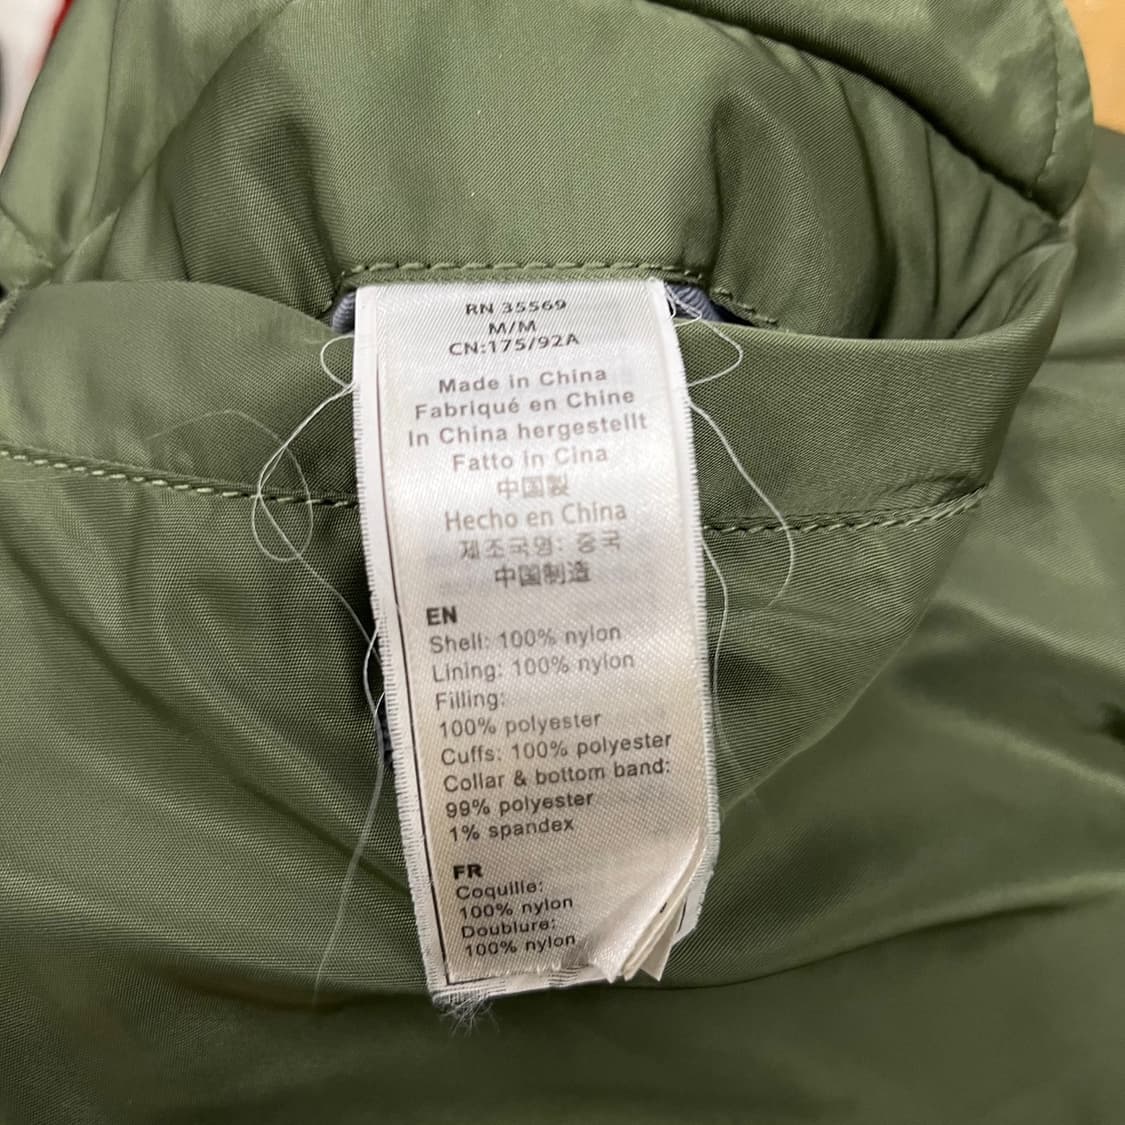 RN 35569
M/M
CN:175/92A
Made in China
Fabriqué en Chine
In China hergestellt
Fatto in Cina
中国製
Hecho en China
제조국명: 중국
中国制造
EN
Shell: 100% nylon
Lining: 100% nylon
Filling:
100% polyester
Cuffs: 100% polyester
Collar & bottom band:
99% polyester
1% spandex
FR
Coquille:
100% nylon
Doublure:
100% nylon